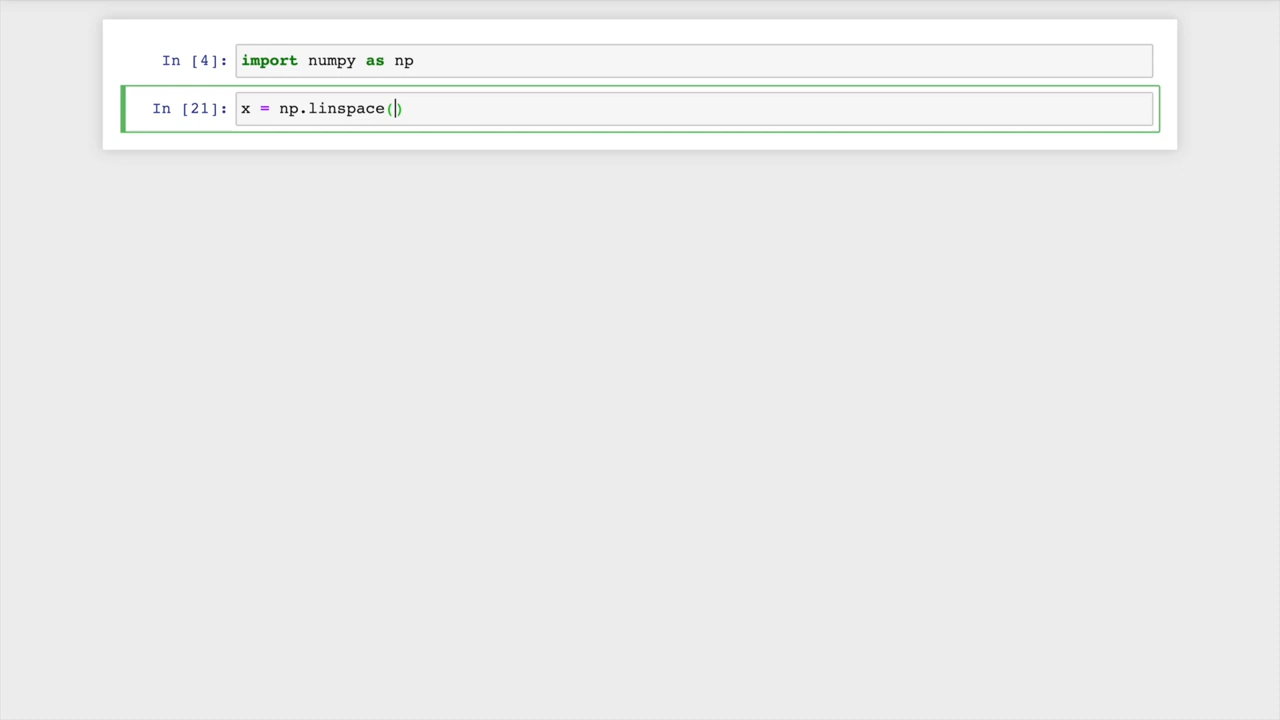 In [4]: import numpy as np
In [21]: x = np.linspace()